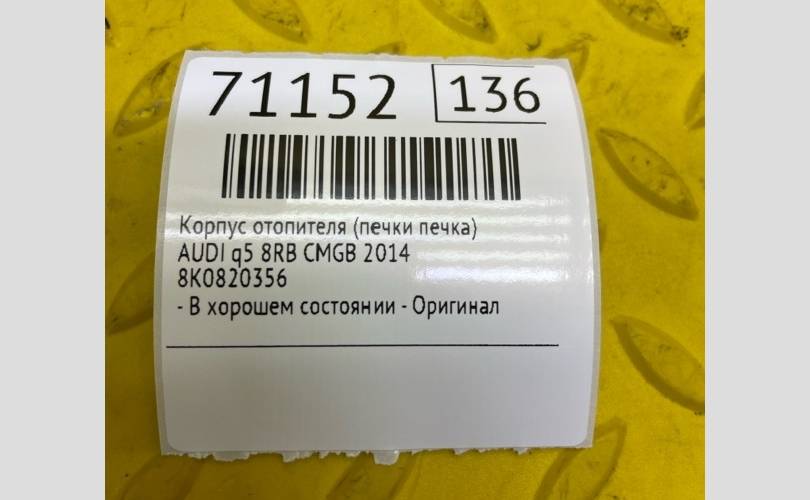 71152 136
Корпус отопителя (печки печка)
AUDI q5 8RB CMGB 2014
8K0820356
- В хорошем состоянии - Оригинал